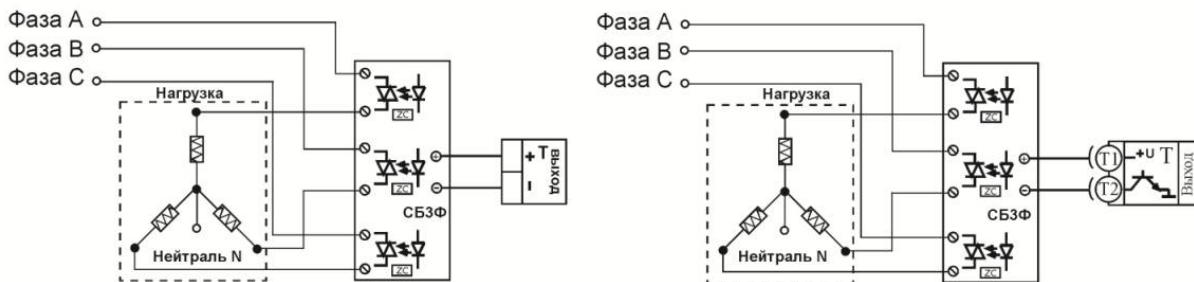 Фаза А
Фаза В
Фаза С
Нагрузка
ZC
ZC
ZC
+ Т
-
ВЫХОД
СБ3Ф
Нейтраль N
Фаза А
Фаза В
Фаза С
Нагрузка
ZC
ZC
ZC
T1
+U T
T2
Выход
СБ3Ф
Нейтраль N